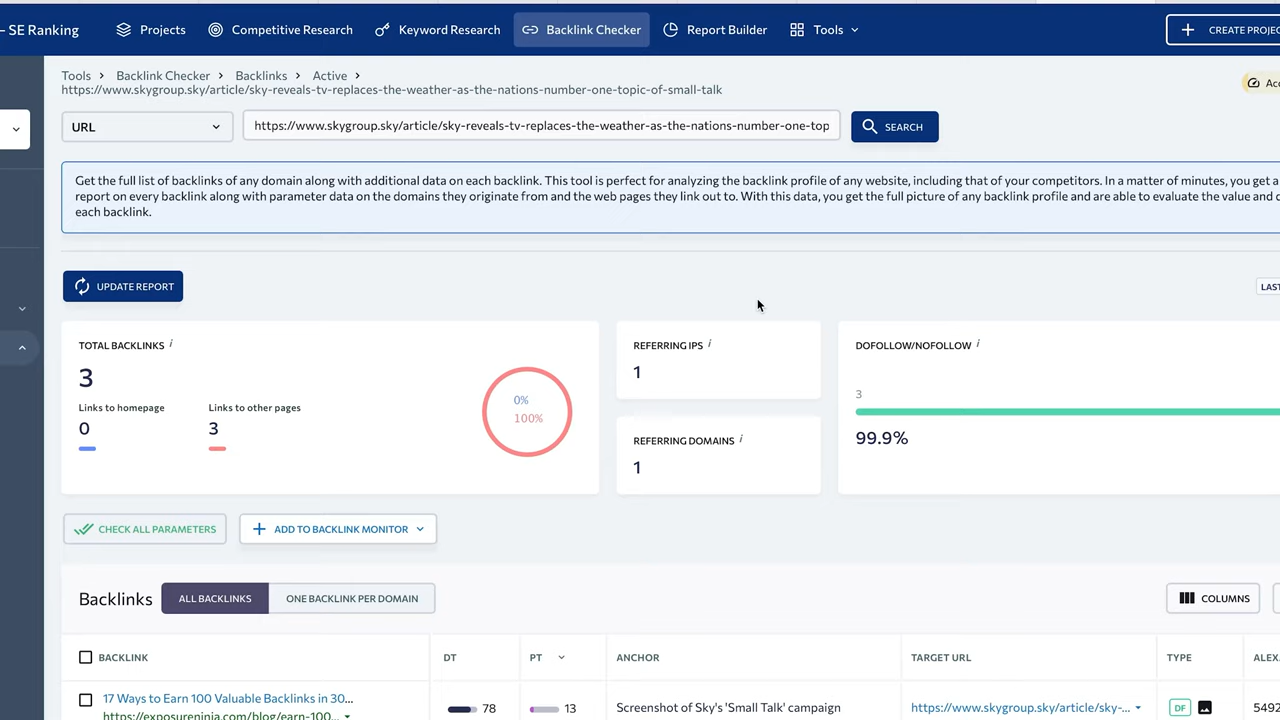 – SE Ranking Projects Competitive Research Keyword Research Backlink Checker Report Builder Tools CREATE
Tools > Backlink Checker > Backlinks > Active >
https://www.skygroup.sky/article/sky-reveals-tv-replaces-the-weather-as-the-nations-number-one-topic-of-small-talk
URL https://www.skygroup.sky/article/sky-reveals-tv-replaces-the-weather-as-the-nations-number-one-top SEARCH
Get the full list of backlinks of any domain along with additional data on each backlink. This tool is perfect for analyzing the backlink profile of any website, including that of your competitors. In a matter of minutes, you get a
report on every backlink along with parameter data on the domains they originate from and the web pages they link out to. With this data, you get the full picture of any backlink profile and are able to evaluate the value and
each backlink.
UPDATE REPORT LAST
TOTAL BACKLINKS i
3
Links to homepage Links to other pages
0 3
0%
100%
REFERRING IPS i
1
REFERRING DOMAINS i
1
DOFOLLOW/NOFOLLOW i
3
99.9%
CHECK ALL PARAMETERS + ADD TO BACKLINK MONITOR
Backlinks ALL BACKLINKS ONE BACKLINK PER DOMAIN COLUMNS
BACKLINK DT PT ANCHOR TARGET URL TYPE ALEX
17 Ways to Earn 100 Valuable Backlinks in 30... 78 13 Screenshot of Sky's 'Small Talk' campaign https://www.skygroup.sky/article/sky-... DF 5492
https://exposureninja.com/blog/earn-100...